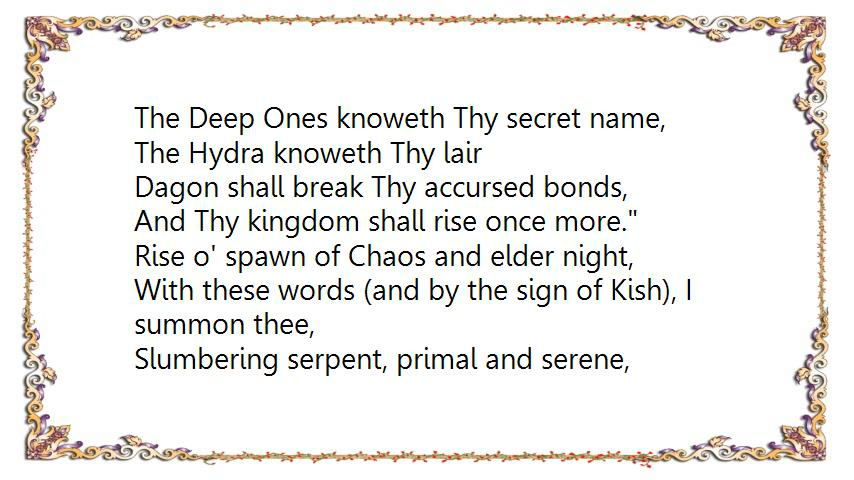 The Deep Ones knoweth Thy secret name,
The Hydra knoweth Thy lair
Dagon shall break Thy accursed bonds,
And Thy kingdom shall rise once more."
Rise o' spawn of Chaos and elder night,
With these words (and by the sign of Kish), I
summon thee,
Slumbering serpent, primal and serene,